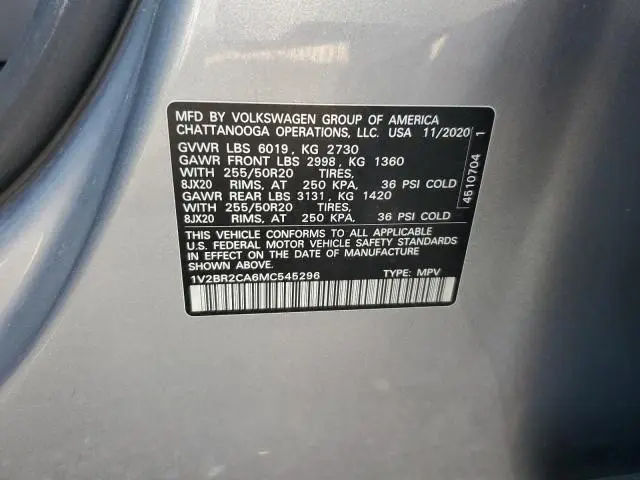 MFD BY VOLKSWAGEN GROUP OF AMERICA
CHATTANOOGA OPERATIONS, LLC. USA 11/2020
GVWR LBS 6019, KG 2730
GAWR FRONT LBS 2998, KG 1360
WITH 255/50R20 TIRES,
8JX20 RIMS, AT 250 KPA, 36 PSI COLD
GAWR REAR LBS 3131, KG 1420
WITH 255/50R20 TIRES,
8JX20 RIMS, AT 250 KPA, 36 PSI COLD
THIS VEHICLE CONFORMS TO ALL APPLICABLE
U.S. FEDERAL MOTOR VEHICLE SAFETY STANDARDS
IN EFFECT ON THE DATE OF MANUFACTURE
SHOWN ABOVE.
1V2BR2CA6MC545296 TYPE: MPV
4510704 1